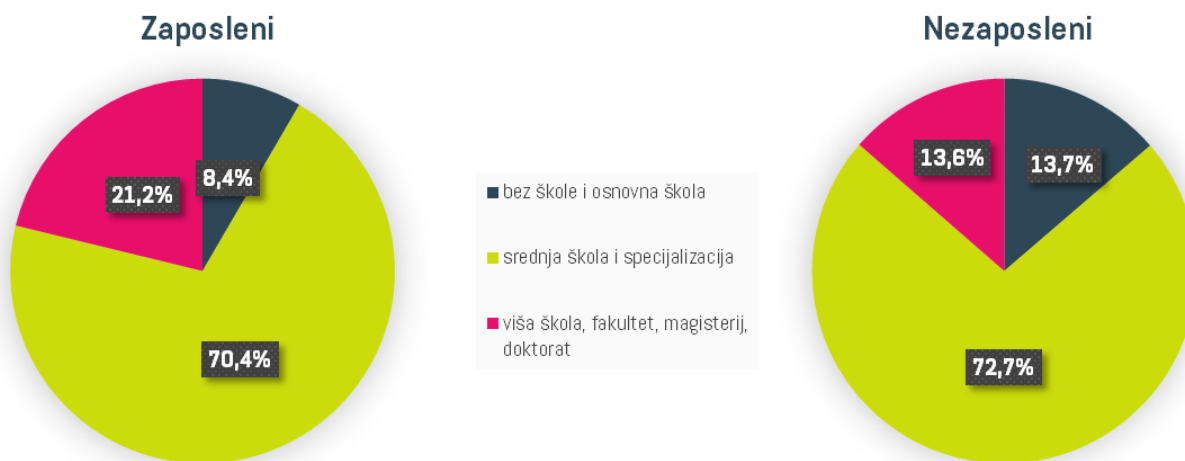 Zaposleni
21,2%
8,4%
70,4%
bez škole i osnovna škola
srednja škola i specijalizacija
viša škola, fakultet, magisterij,
doktorat
Nezaposleni
13,6%
13,7%
72,7%